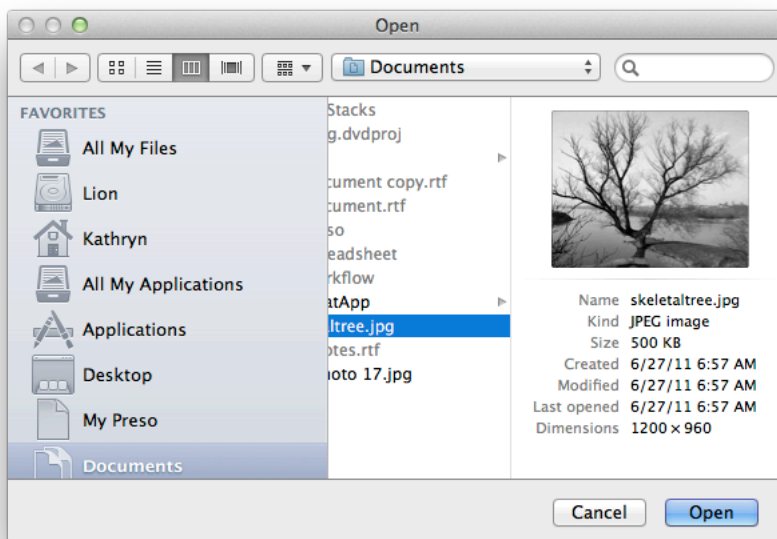 Open
Documents
FAVORITES
All My Files
Lion
Kathryn
All My Applications
Applications
Desktop
My Preso
Documents
Stacks
g.dvdproj
cument copy.rtf
cument.rtf
so
eadsheet
rkflow
atApp
altree.jpg
otes.rtf
oto 17.jpg
Name skeletaltree.jpg
Kind JPEG image
Size 500 KB
Created 6/27/11 6:57 AM
Modified 6/27/11 6:57 AM
Last opened 6/27/11 6:57 AM
Dimensions 1200 × 960
Cancel
Open